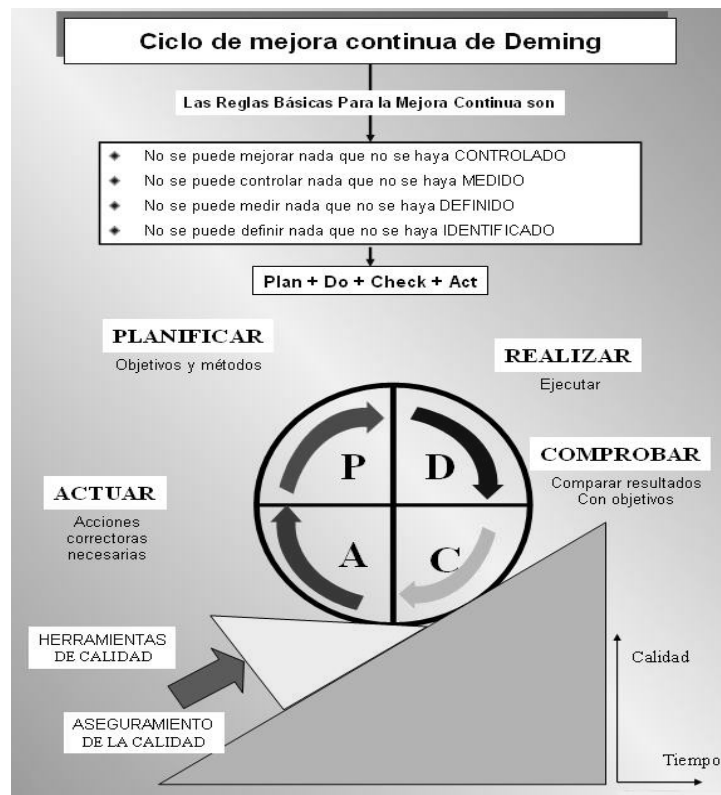 Ciclo de mejora continua de Deming
Las Reglas Básicas Para la Mejora Continua son
No se puede mejorar nada que no se haya CONTROLADO
No se puede controlar nada que no se haya MEDIDO
No se puede medir nada que no se haya DEFINIDO
No se puede definir nada que no se haya IDENTIFICADO
Plan + Do + Check + Act
PLANIFICAR
Objetivos y métodos
REALIZAR
Ejecutar
P
D
COMPROBAR
Comparar resultados
Con objetivos
ACTUAR
Acciones
correctoras
necesarias
A
C
HERRAMIENTAS
DE CALIDAD
ASEGURAMIENTO
DE LA CALIDAD
Calidad
Tiempo